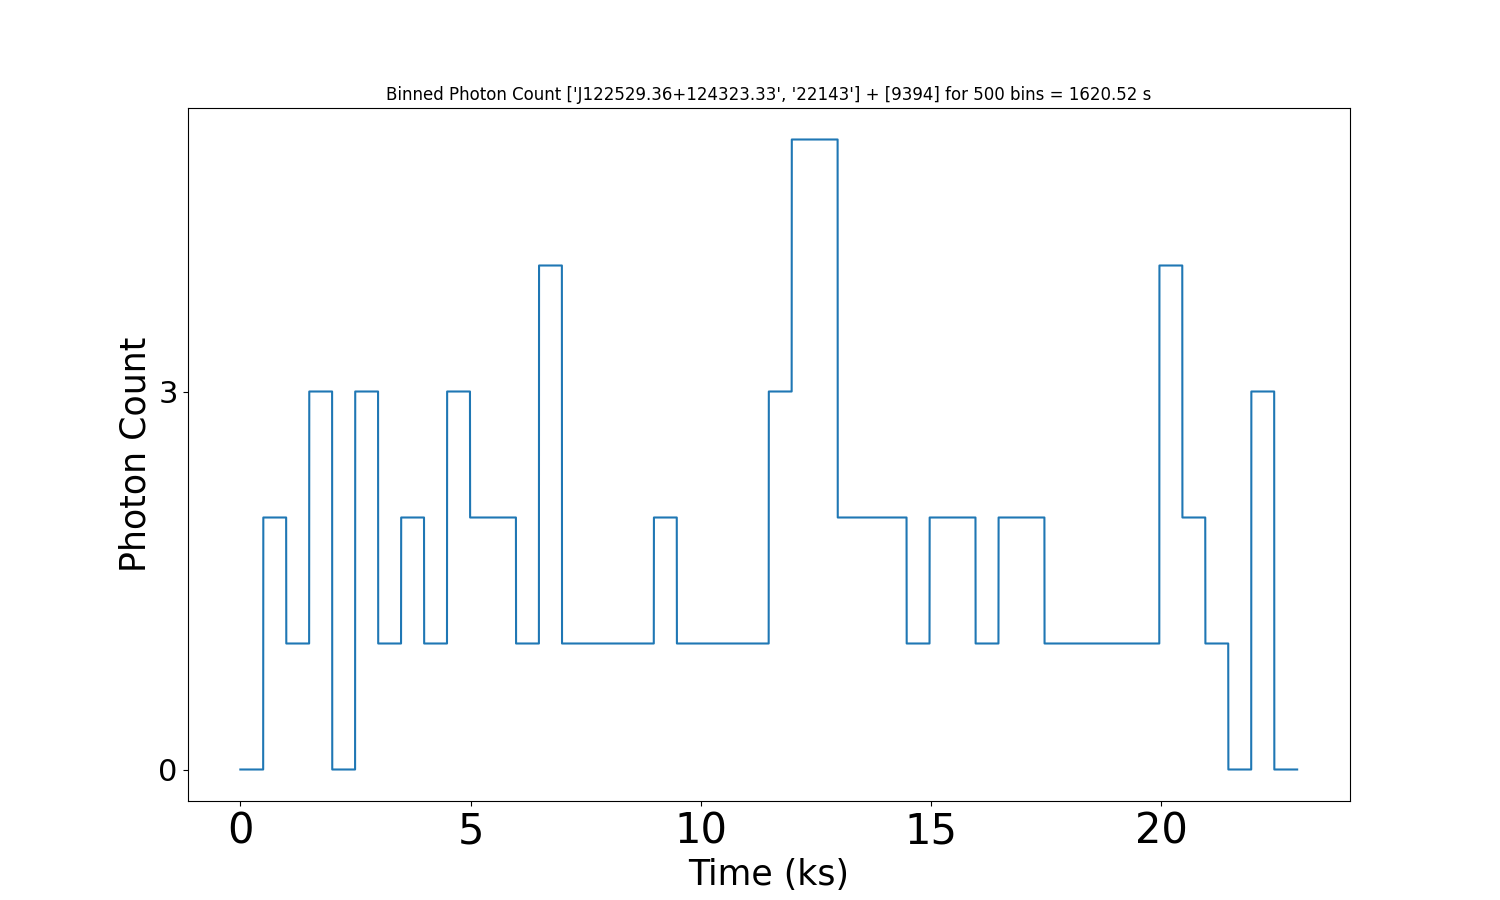 Binned Photon Count ['J122529.36+124323.33', '22143'] + [9394] for 500 bins = 1620.52 s
Photon Count
3
0
0 5 10 15 20
Time (ks)